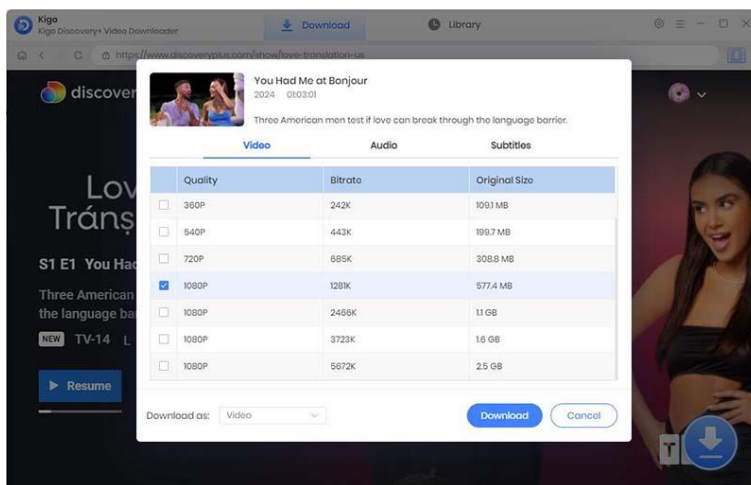 Kigo
Kigo Discovery+ Video Downloader
Download
Library
https://www.discoveryplus.com/show/love-translation-us
discover
You Had Me at Bonjour
2024 01:03:01
Three American men test if love can break through the language barrier.
Video Audio Subtitles
Quality Bitrate Original Size
360P 242K 109.1 MB
540P 443K 199.7 MB
720P 685K 308.8 MB
1080P 1281K 577.4 MB
1080P 2466K 1.1 GB
1080P 3723K 1.6 GB
1080P 5672K 2.5 GB
Download as: Video
Download
Cancel
Lov
Trans
S1 E1 You Had
Three American
the language ba
NEW TV-14 L
Resume
T